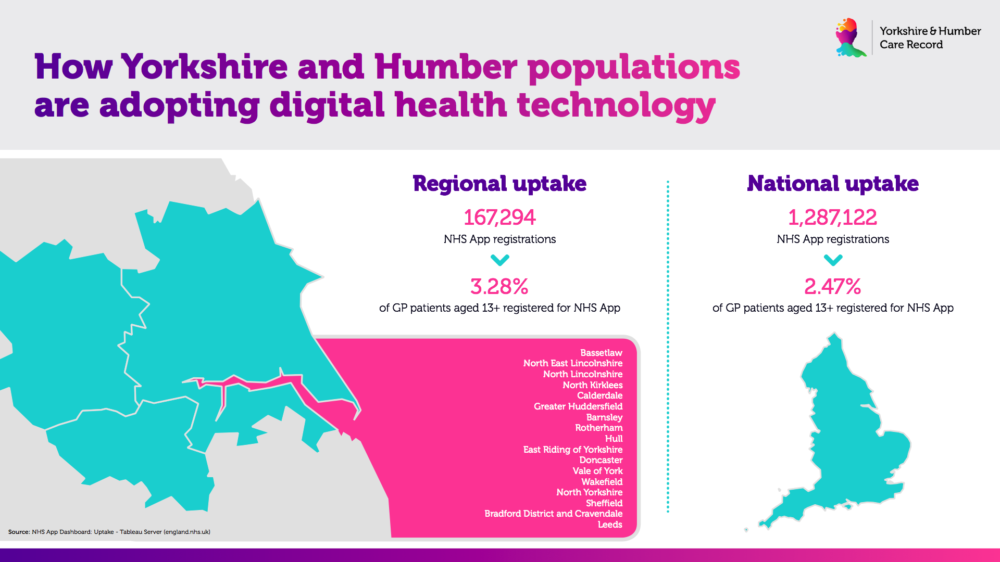 Yorkshire & Humber
Care Record
How Yorkshire and Humber populations
are adopting digital health technology
Regional uptake
167,294
NHS App registrations
3.28%
of GP patients aged 13+ registered for NHS App
National uptake
1,287,122
NHS App registrations
2.47%
of GP patients aged 13+ registered for NHS App
Bassetlaw
North East Lincolnshire
North Lincolnshire
North Kirklees
Calderdale
Greater Huddersfield
Barnsley
Rotherham
Hull
East Riding of Yorkshire
Doncaster
Vale of York
Wakefield
North Yorkshire
Sheffield
Bradford District and Cravendale
Leeds
Source: NHS App Dashboard: Uptake - Tableau Server (england.nhs.uk)